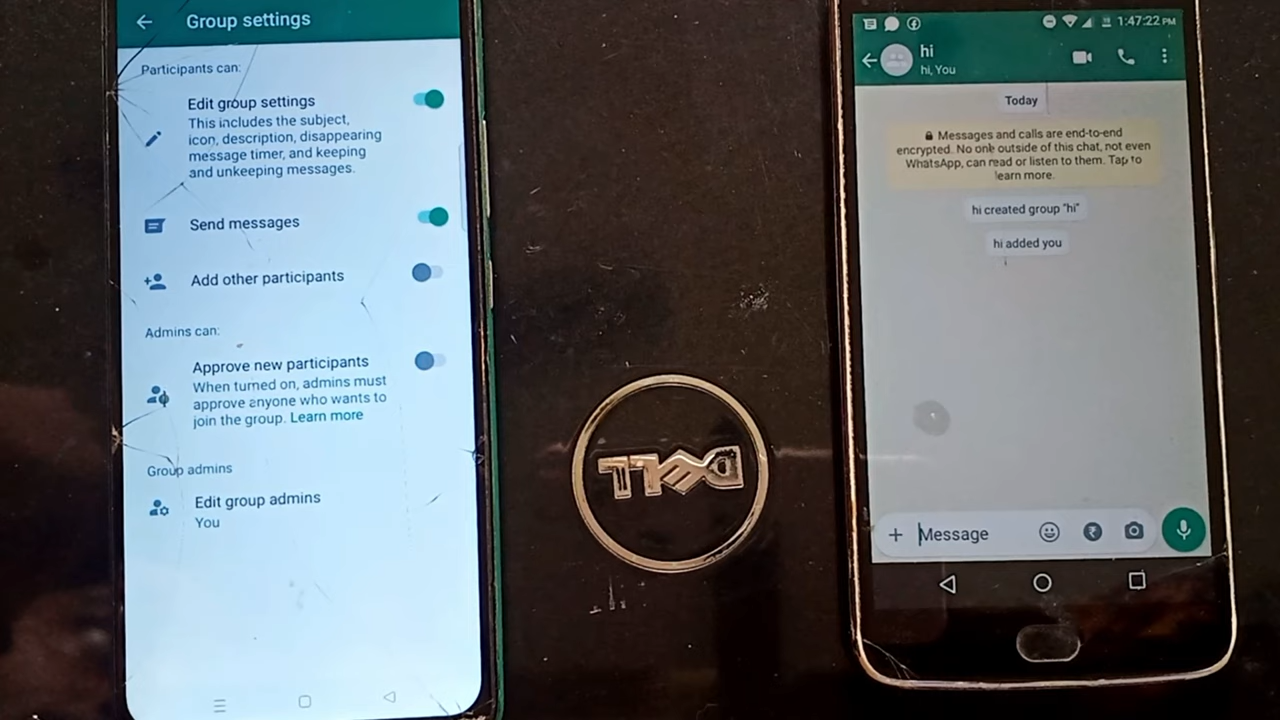 Group settings
Participants can:
Edit group settings
This includes the subject,
icon, description, disappearing
message timer, and keeping
and unkeeping messages.
Send messages
Add other participants
Admins can:
Approve new participants
When turned on, admins must
approve anyone who wants to
join the group. Learn more
Group admins
Edit group admins
You
DELL
1:47:22 PM
hi
hi, You
Today
Messages and calls are end-to-end
encrypted. No one outside of this chat, not even
WhatsApp, can read or listen to them. Tap to
learn more.
hi created group "hi"
hi added you
Message